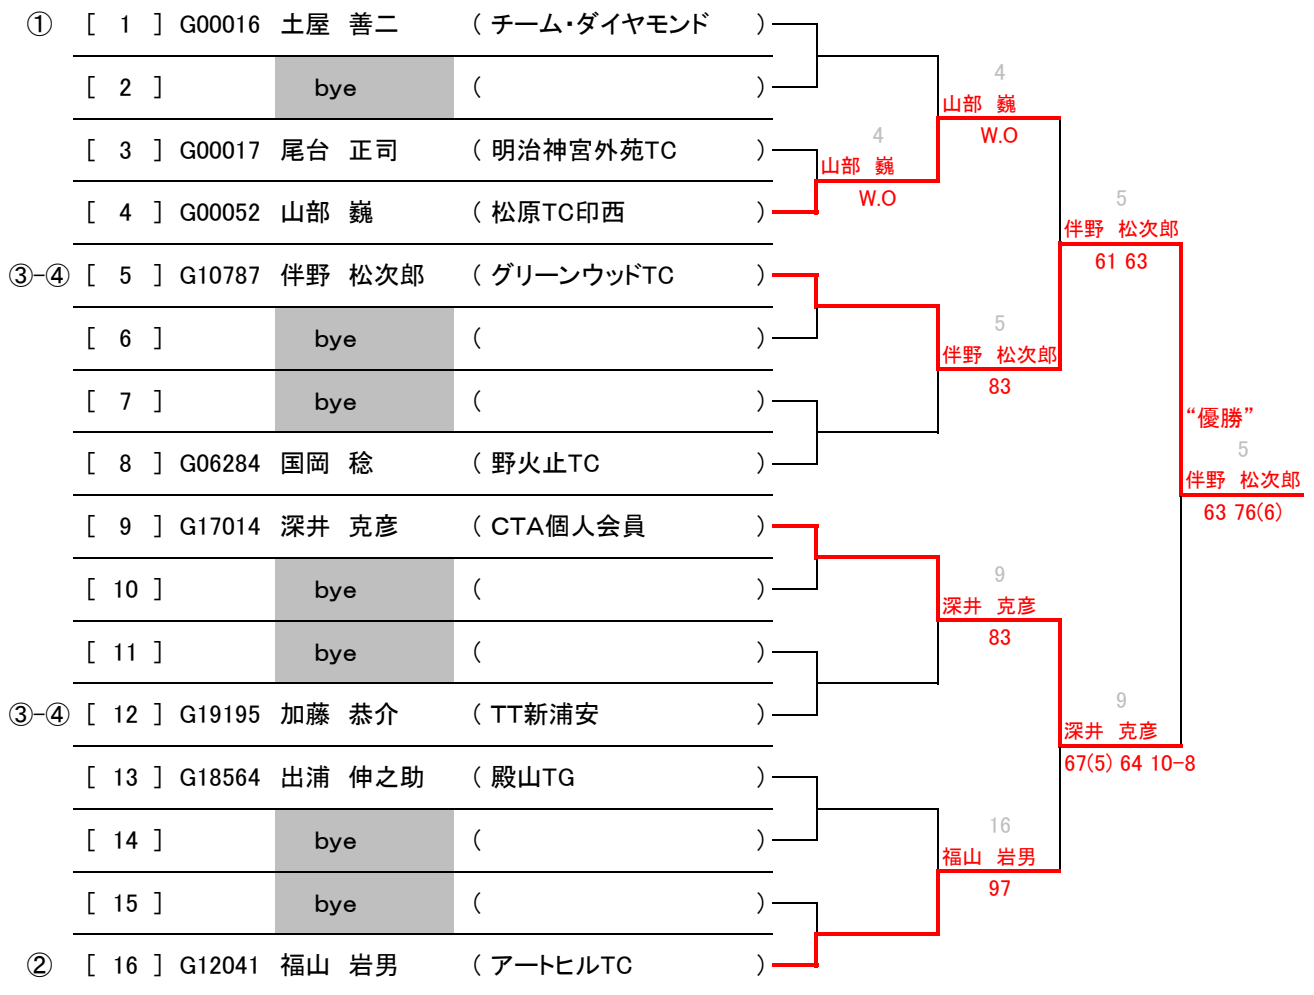 ① [ 1 ] G00016 土屋 善二 ( チーム・ダイヤモンド )
[ 2 ] bye ( )
[ 3 ] G00017 尾台 正司 ( 明治神宮外苑TC )
[ 4 ] G00052 山部 巍 ( 松原TC印西 )
③-④ [ 5 ] G10787 伴野 松次郎 ( グリーンウッドTC )
[ 6 ] bye ( )
[ 7 ] bye ( )
[ 8 ] G06284 国岡 稔 ( 野火止TC )
[ 9 ] G17014 深井 克彦 ( CTA個人会員 )
[ 10 ] bye ( )
[ 11 ] bye ( )
③-④ [ 12 ] G19195 加藤 恭介 ( TT新浦安 )
[ 13 ] G18564 出浦 伸之助 ( 殿山TG )
[ 14 ] bye ( )
[ 15 ] bye ( )
② [ 16 ] G12041 福山 岩男 ( アートヒルTC )
4
山部 巍
W.O
4
山部 巍
W.O
5
伴野 松次郎
83
9
深井 克彦
83
16
福山 岩男
97
5
伴野 松次郎
61 63
9
深井 克彦
67(5) 64 10-8
“優勝”
5
伴野 松次郎
63 76(6)